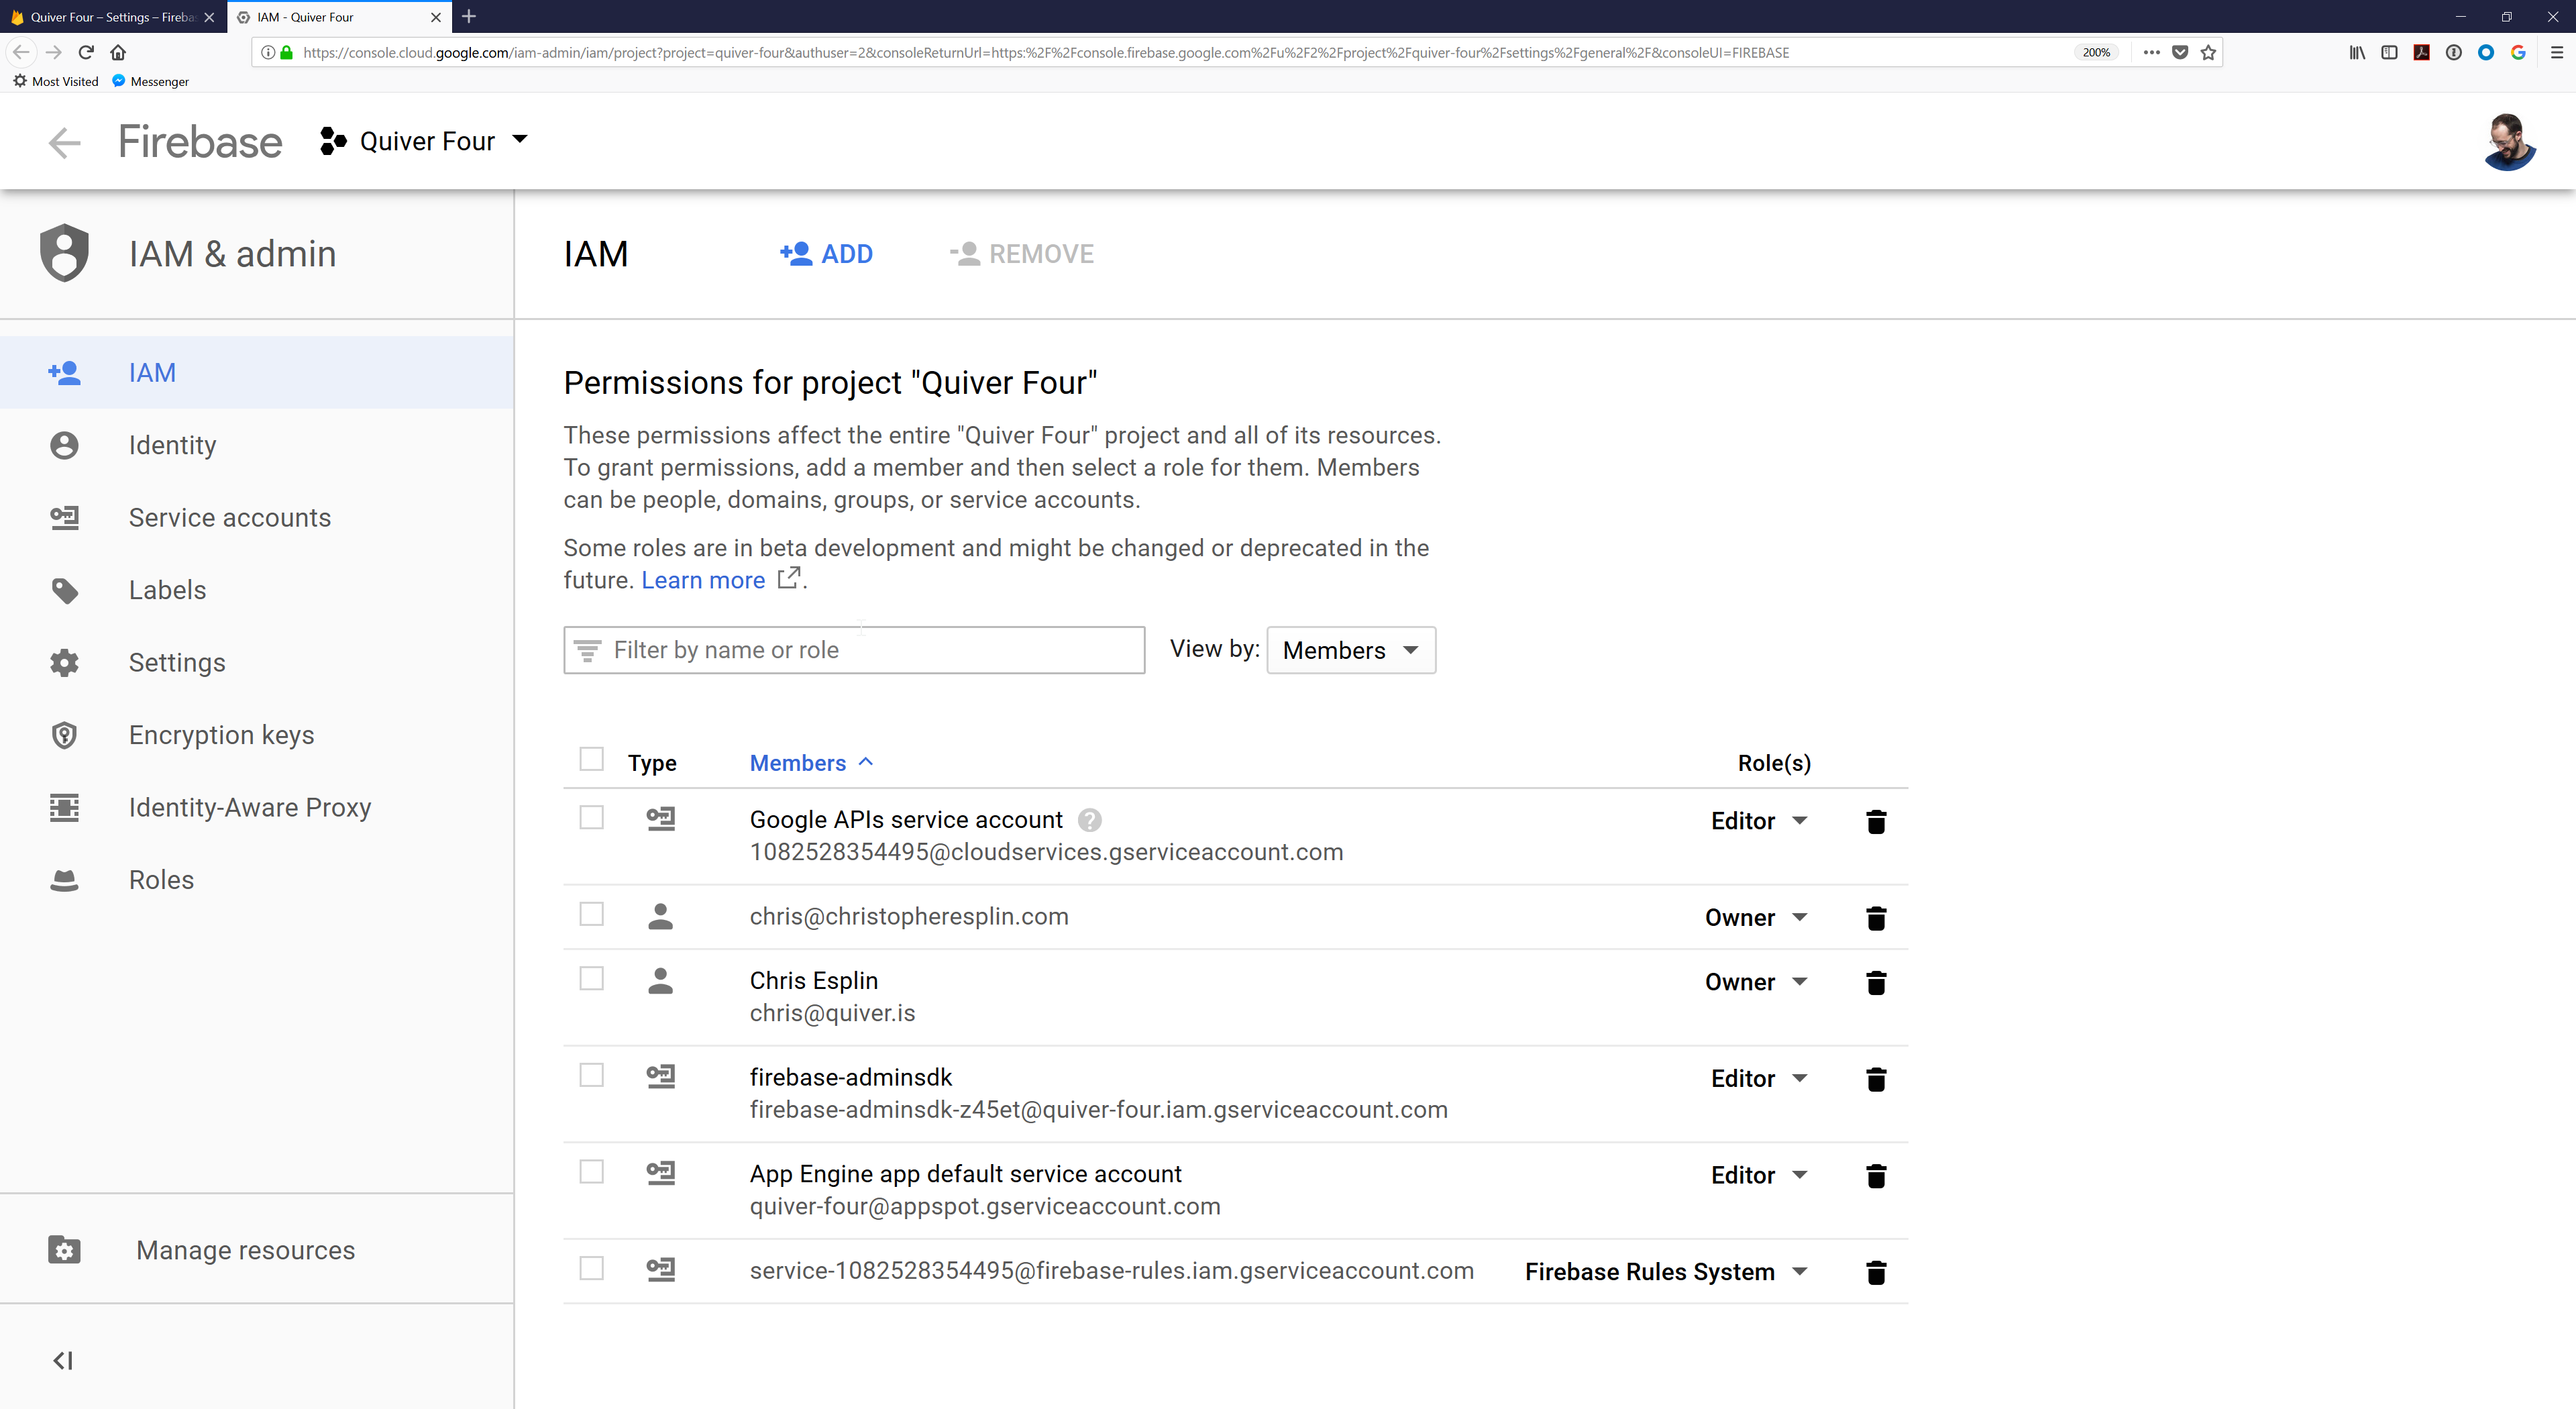 Quiver Four – Settings – Fireba
IAM - Quiver Four
https://console.cloud.google.com/iam-admin/iam/project?project=quiver-four&authuser=2&consoleReturnUrl=https:%2F%2Fconsole.firebase.google.com%2Fu%2F2%2Fproject%2Fquiver-four%2Fsettings%2Fgeneral%2F&consoleUI=FIREBASE
200%
Most Visited
Messenger
Firebase
Quiver Four
IAM & admin
IAM
ADD
REMOVE
IAM
Identity
Service accounts
Labels
Settings
Encryption keys
Identity-Aware Proxy
Roles
Manage resources
Permissions for project "Quiver Four"
These permissions affect the entire "Quiver Four" project and all of its resources.
To grant permissions, add a member and then select a role for them. Members
can be people, domains, groups, or service accounts.
Some roles are in beta development and might be changed or deprecated in the
future. Learn more .
Filter by name or role
View by: Members
Type Members Role(s)
Google APIs service account ? Editor
1082528354495@cloudservices.gserviceaccount.com
chris@christopheresplin.com Owner
Chris Esplin Owner
chris@quiver.is
firebase-adminsdk Editor
firebase-adminsdk-z45et@quiver-four.iam.gserviceaccount.com
App Engine app default service account Editor
quiver-four@appspot.gserviceaccount.com
service-1082528354495@firebase-rules.iam.gserviceaccount.com Firebase Rules System